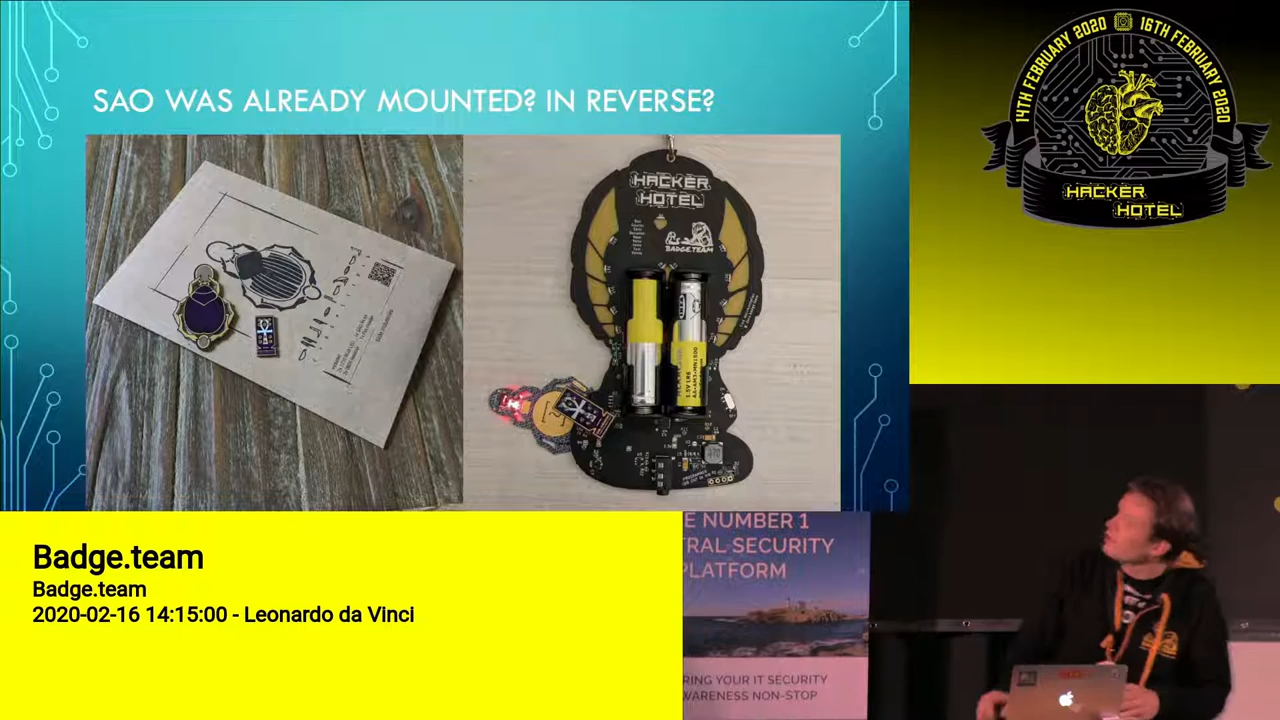 SAO WAS ALREADY MOUNTED? IN REVERSE?
HACKER
HOTEL
BADGE.TEAM
14TH FEBRUARY 2020
16TH FEBRUARY 2020
HACKER
HOTEL
Badge.team
Badge.team
2020-02-16 14:15:00 - Leonardo da Vinci
E NUMBER 1
TRAL SECURITY
PLATFORM
RING YOUR IT SECURITY
WARENESS NON-STOP